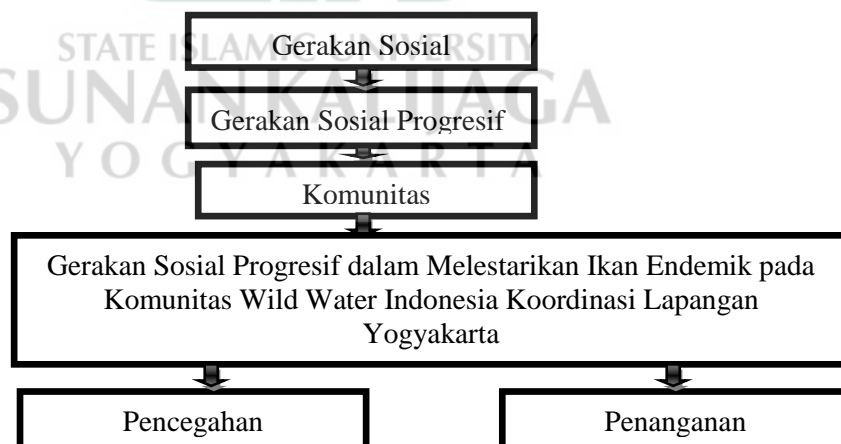 STATE ISLAMIC UNIVERSITY
Gerakan Sosial
SUNAN KALIJAGA
Gerakan Sosial Progresif
YOGYAKARTA
Komunitas
Gerakan Sosial Progresif dalam Melestarikan Ikan Endemik pada
Komunitas Wild Water Indonesia Koordinasi Lapangan
Yogyakarta
Pencegahan
Penanganan